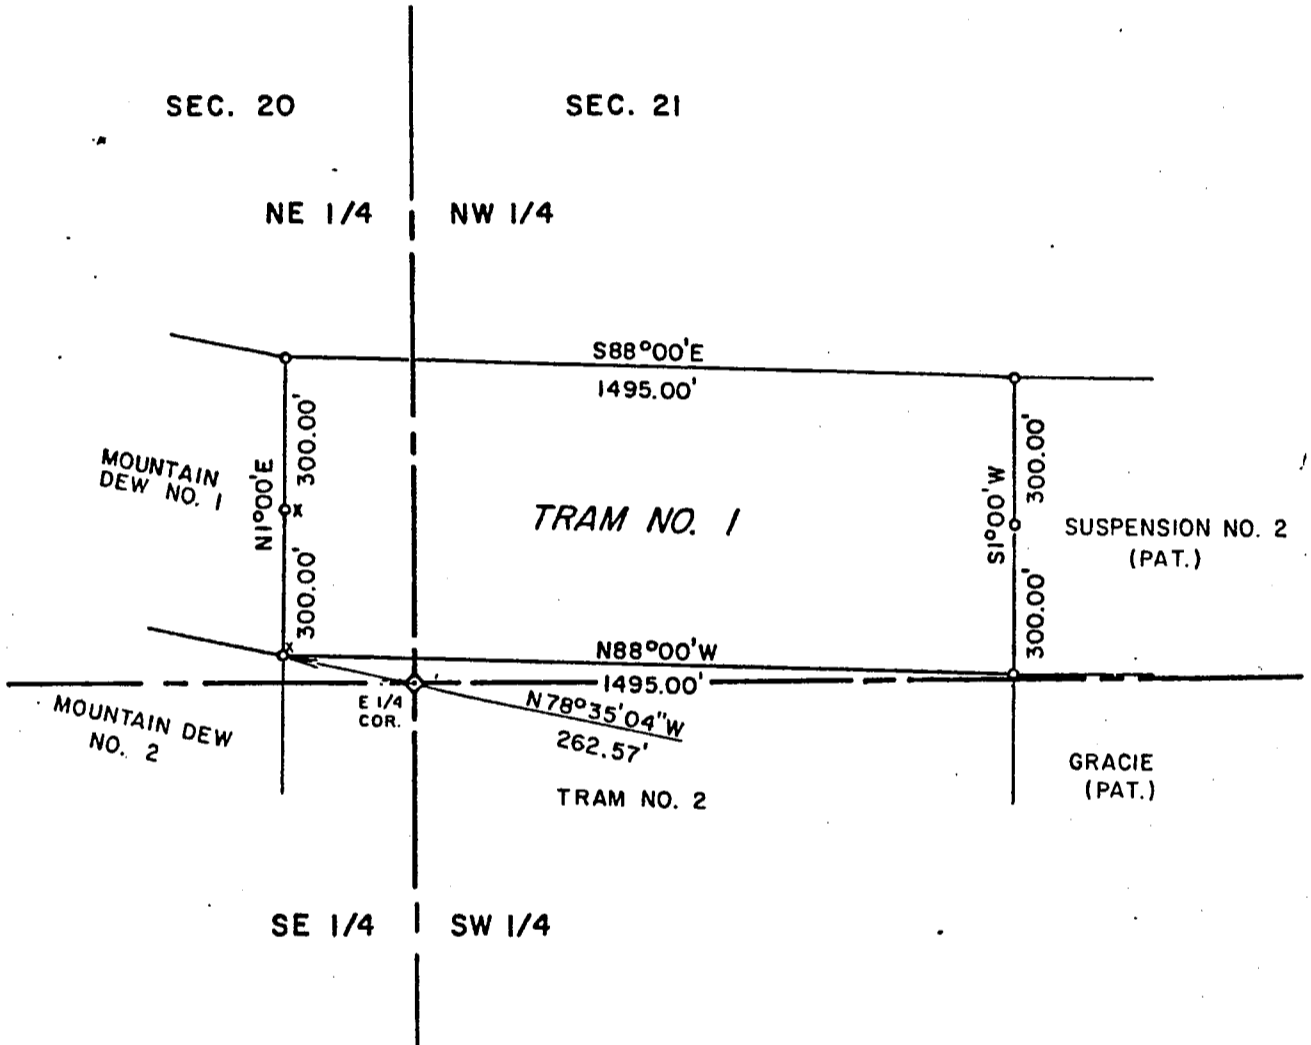 SEC. 20
SEC. 21
NE 1/4
NW 1/4
S88°00'E
1495.00'
MOUNTAIN
DEW NO. 1
N1°00'E
300.00'
300.00'
x
x
TRAM NO. 1
S1°00'W
300.00'
300.00'
SUSPENSION NO. 2
(PAT.)
N88°00'W
1495.00'
E 1/4
COR.
N78°35'04"W
262.57'
MOUNTAIN DEW
NO. 2
TRAM NO. 2
GRACIE
(PAT.)
SE 1/4
SW 1/4